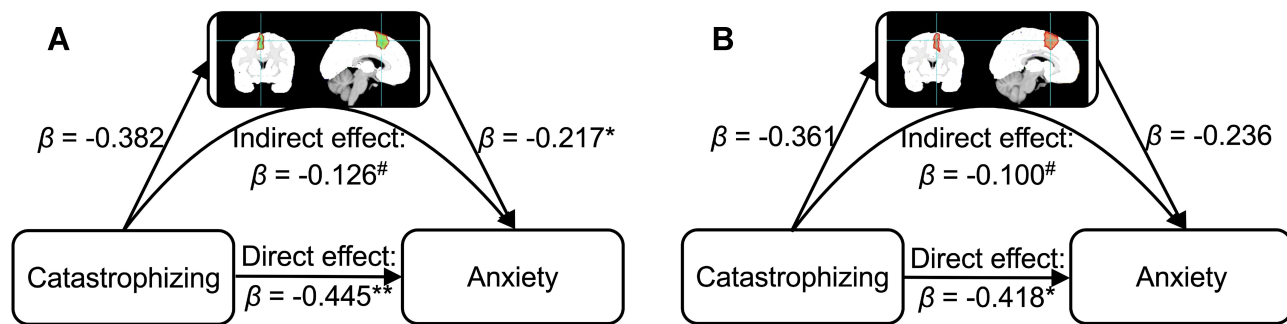 A
β = -0.382
Indirect effect:
β = -0.126#
β = -0.217*
Catastrophizing
Direct effect:
β = -0.445**
Anxiety
B
β = -0.361
Indirect effect:
β = -0.100#
β = -0.236
Catastrophizing
Direct effect:
β = -0.418*
Anxiety